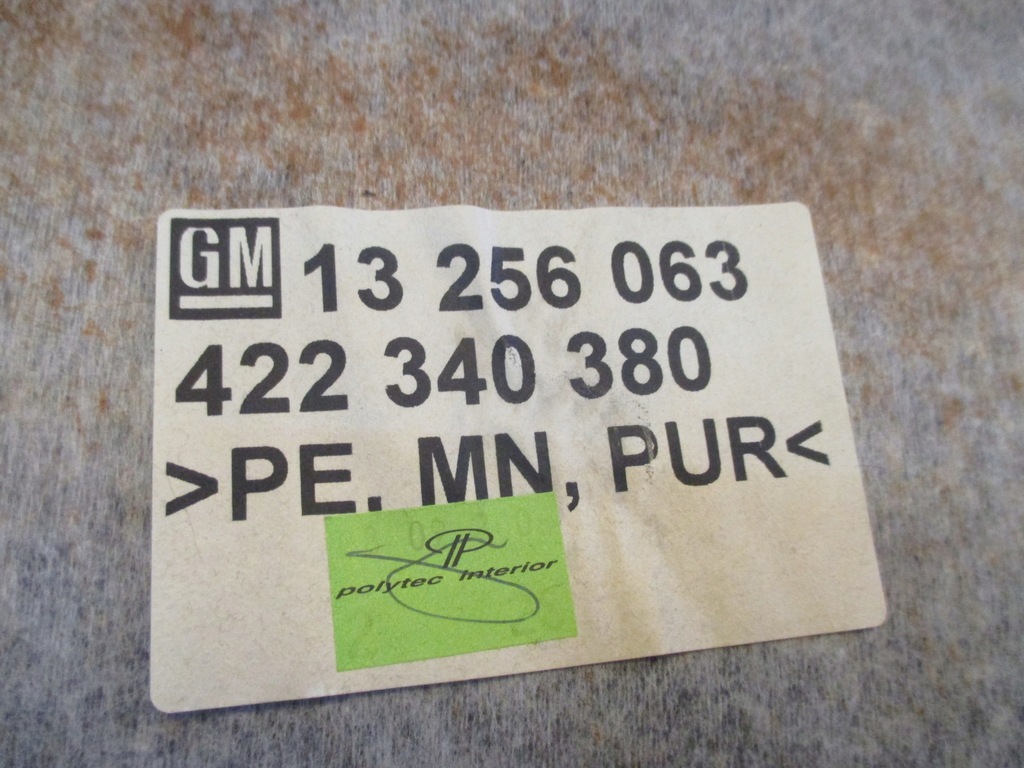 GM 13 256 063
422 340 380
>PE, MN, PUR<
polytec interior